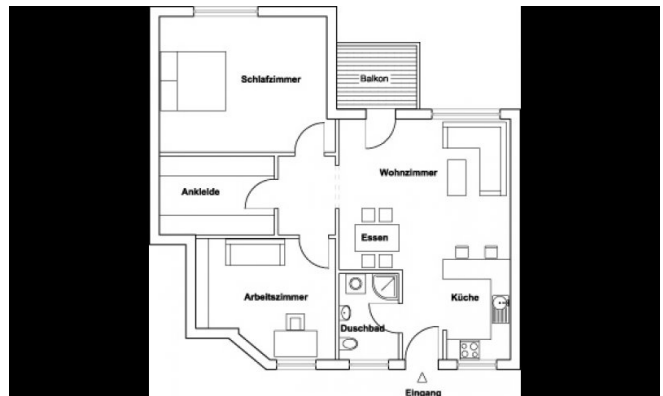 Schlafzimmer
Balkon
Wohnzimmer
Ankleide
Essen
Arbeitszimmer
Küche
Duschbad
Eingang